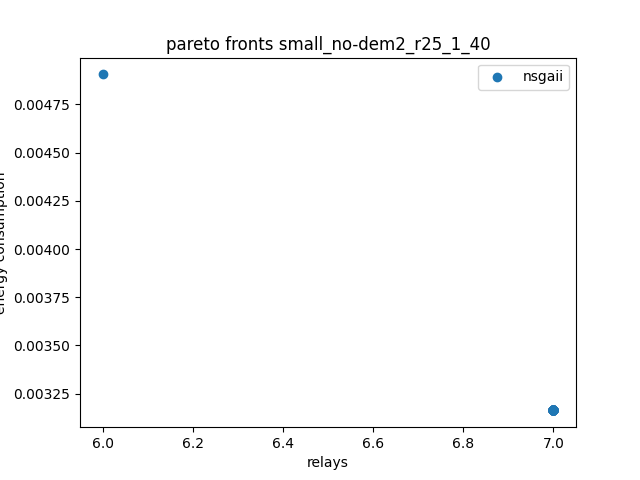 pareto fronts small_no-dem2_r25_1_40
nsgaii
0.00475
0.00450
0.00425
0.00400
0.00375
0.00350
0.00325
energy consumption
6.0 6.2 6.4 6.6 6.8 7.0
relays